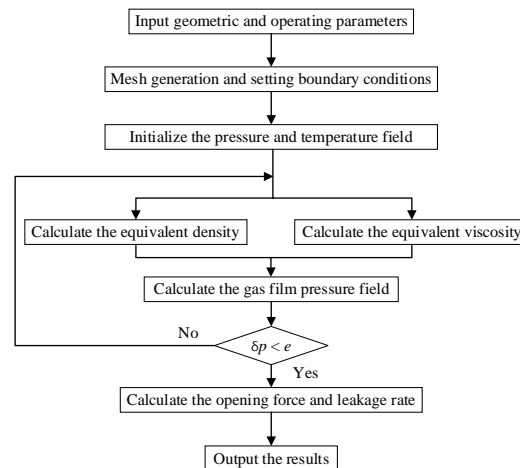 Input geometric and operating parameters
Mesh generation and setting boundary conditions
Initialize the pressure and temperature field
Calculate the equivalent density
Calculate the equivalent viscosity
Calculate the gas film pressure field
No
δp < e
Yes
Calculate the opening force and leakage rate
Output the results